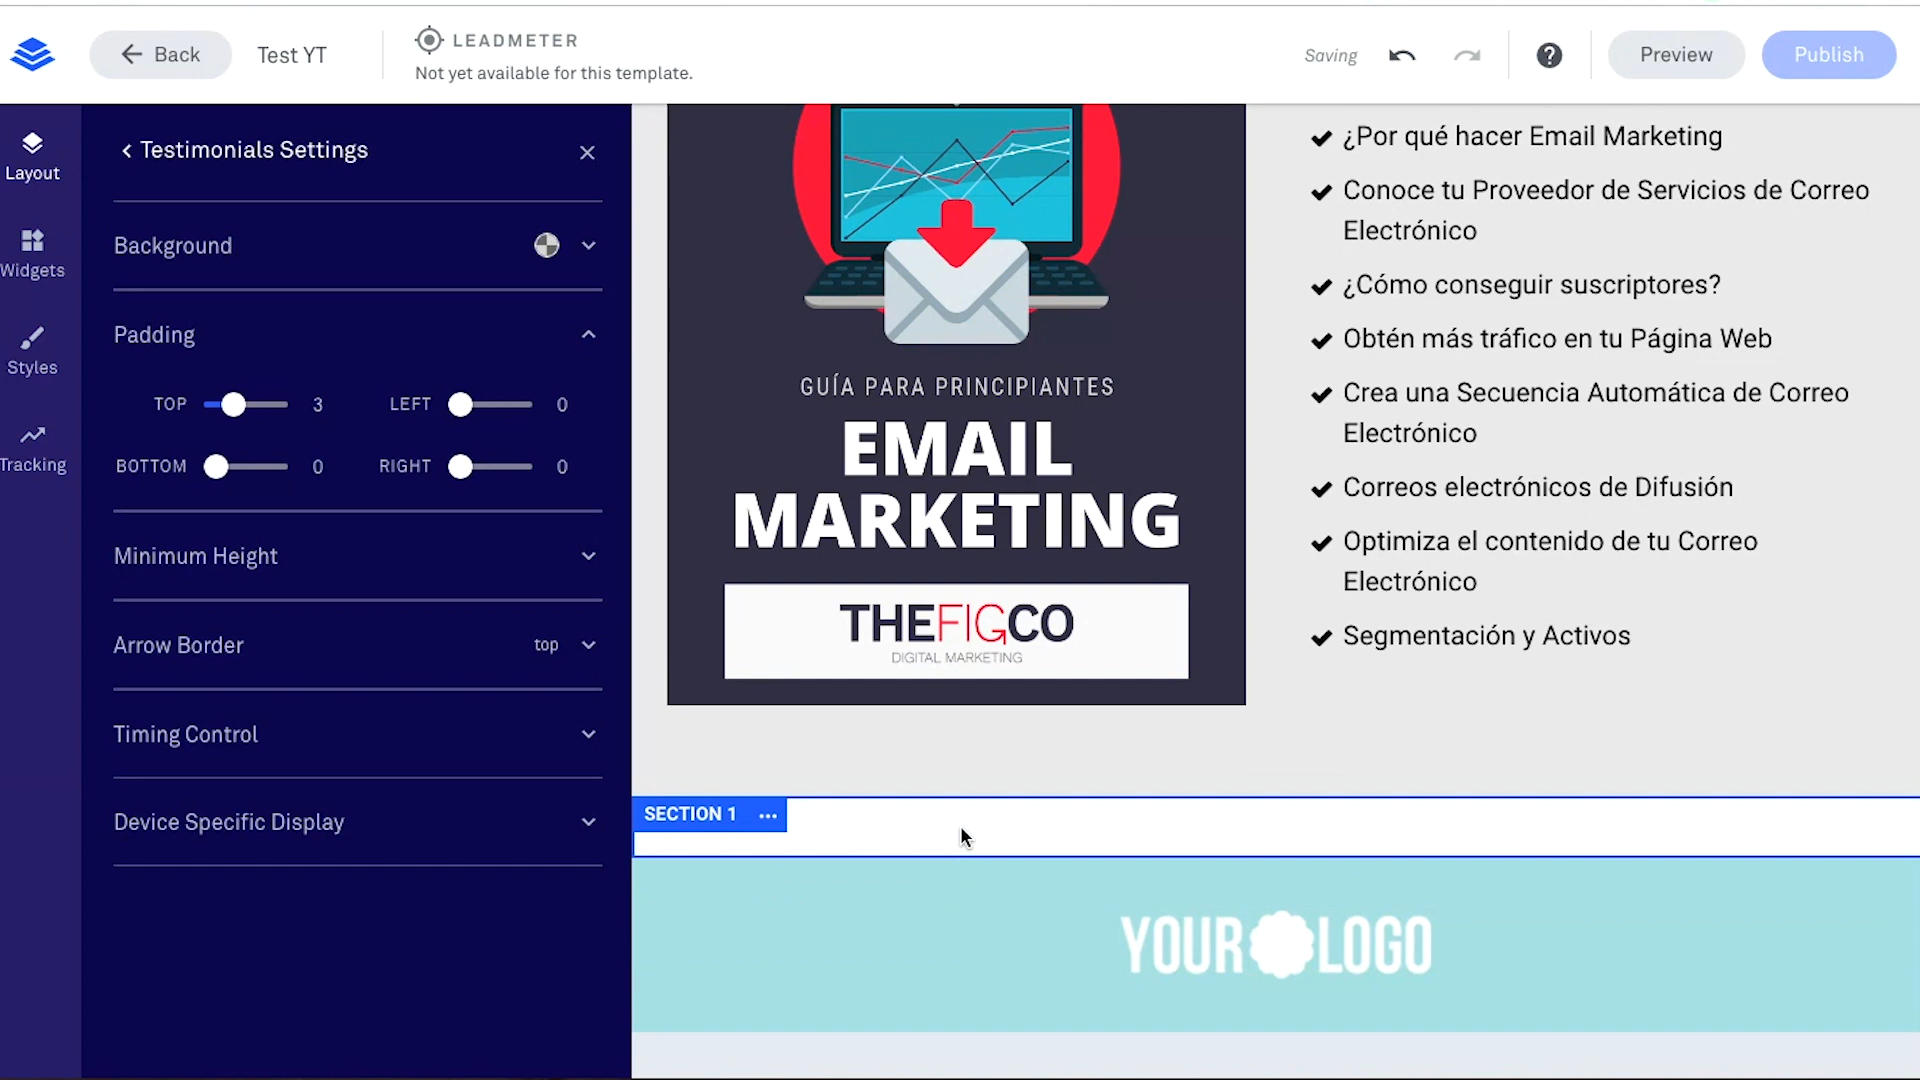 Back
Test YT
LEADMETER
Not yet available for this template.
Saving
Preview
Publish
Layout
Widgets
Styles
Tracking
Testimonials Settings
Background
Padding
TOP 3 LEFT 0
BOTTOM 0 RIGHT 0
Minimum Height
Arrow Border top
Timing Control
Device Specific Display
GUÍA PARA PRINCIPIANTES
EMAIL
MARKETING
THEFIGCO
DIGITAL MARKETING
¿Por qué hacer Email Marketing
Conoce tu Proveedor de Servicios de Correo
Electrónico
¿Cómo conseguir suscriptores?
Obtén más tráfico en tu Página Web
Crea una Secuencia Automática de Correo
Electrónico
Correos electrónicos de Difusión
Optimiza el contenido de tu Correo
Electrónico
Segmentación y Activos
SECTION 1 ...
YOUR LOGO